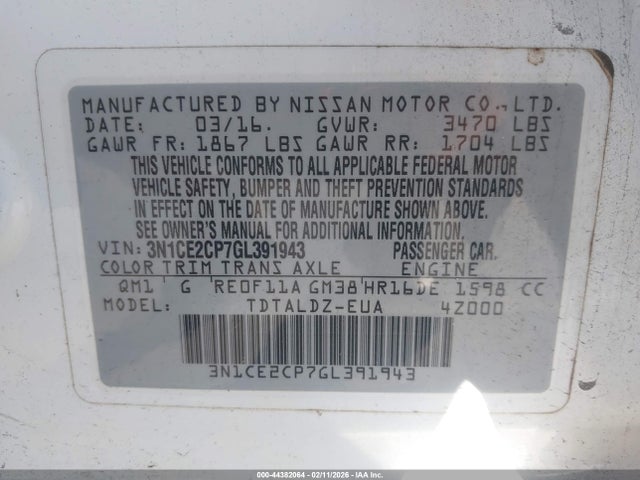 MANUFACTURED BY NISSAN MOTOR CO., LTD.
DATE: 03/16. GVWR: 3470 LBS
GAWR FR: 1867 LBS GAWR RR: 1704 LBS
THIS VEHICLE CONFORMS TO ALL APPLICABLE FEDERAL MOTOR
VEHICLE SAFETY, BUMPER AND THEFT PREVENTION STANDARDS
IN EFFECT ON THE DATE OF MANUFACTURE SHOWN ABOVE.
SEE OWNER'S MANUAL FOR ADDITIONAL INFORMATION.
VIN: 3N1CE2CP7GL391943 PASSENGER CAR.
COLOR TRIM TRANS AXLE ENGINE
QM1 G RE0F11A GM38 HR16DE 1598 CC
MODEL: TDTALDZ-EUA 4Z000
3N1CE2CP7GL391943
000-44382064 - 02/11/2026 - IAA Inc.